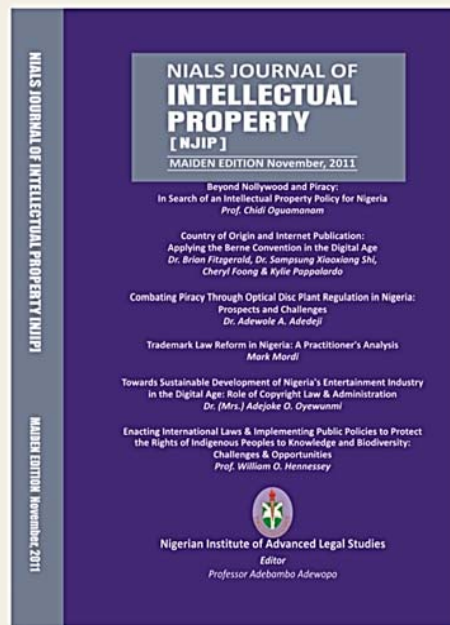 NIALS JOURNAL OF INTELLECTUAL PROPERTY (NJIP)
MAIDEN EDITION November, 2011
NIALS JOURNAL OF
INTELLECTUAL
PROPERTY
[NJIP]
MAIDEN EDITION November, 2011
Beyond Nollywood and Piracy:
In Search of an Intellectual Property Policy for Nigeria
Prof. Chidi Oguamanam
Country of Origin and Internet Publication:
Applying the Berne Convention in the Digital Age
Dr. Brian Fitzgerald, Dr. Sampsung Xiaoxiang Shi,
Cheryl Foong & Kylie Pappalardo
Combating Piracy Through Optical Disc Plant Regulation in Nigeria:
Prospects and Challenges
Dr. Adewole A. Adedeji
Trademark Law Reform in Nigeria: A Practitioner's Analysis
Mark Mordi
Towards Sustainable Development of Nigeria's Entertainment Industry
in the Digital Age: Role of Copyright Law & Administration
Dr. (Mrs.) Adejoke O. Oyewunmi
Enacting International Laws & Implementing Public Policies to Protect
the Rights of Indigenous Peoples to Knowledge and Biodiversity:
Challenges & Opportunities
Prof. William O. Hennessey
Nigerian Institute of Advanced Legal Studies
Editor
Professor Adebamba Adewopo